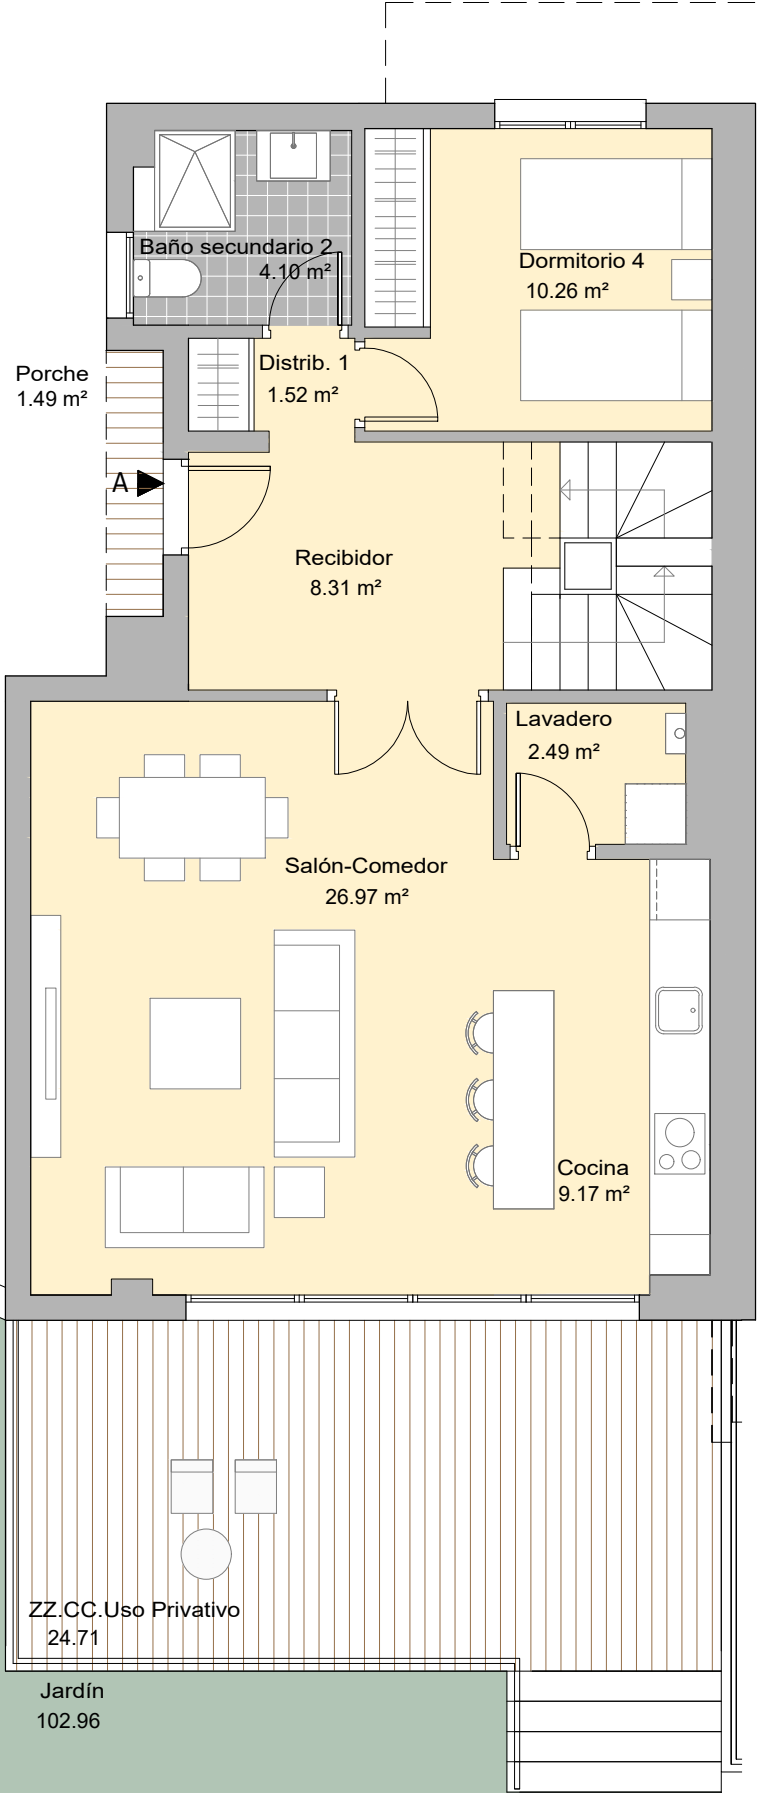 Baño secundario 2
4.10 m²
Dormitorio 4
10.26 m²
Porche
1.49 m²
Distrib. 1
1.52 m²
A
Recibidor
8.31 m²
Lavadero
2.49 m²
Salón-Comedor
26.97 m²
Cocina
9.17 m²
ZZ.CC.Uso Privativo
24.71
Jardín
102.96